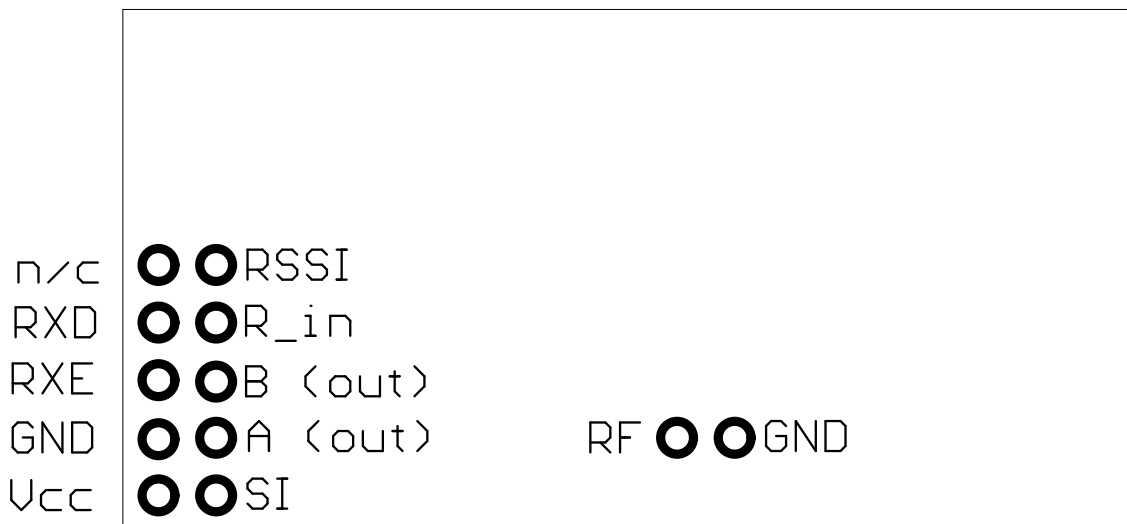 n/c RSSI
RXD R_in
RXE B (out)
GND A (out) RF GND
Vcc SI